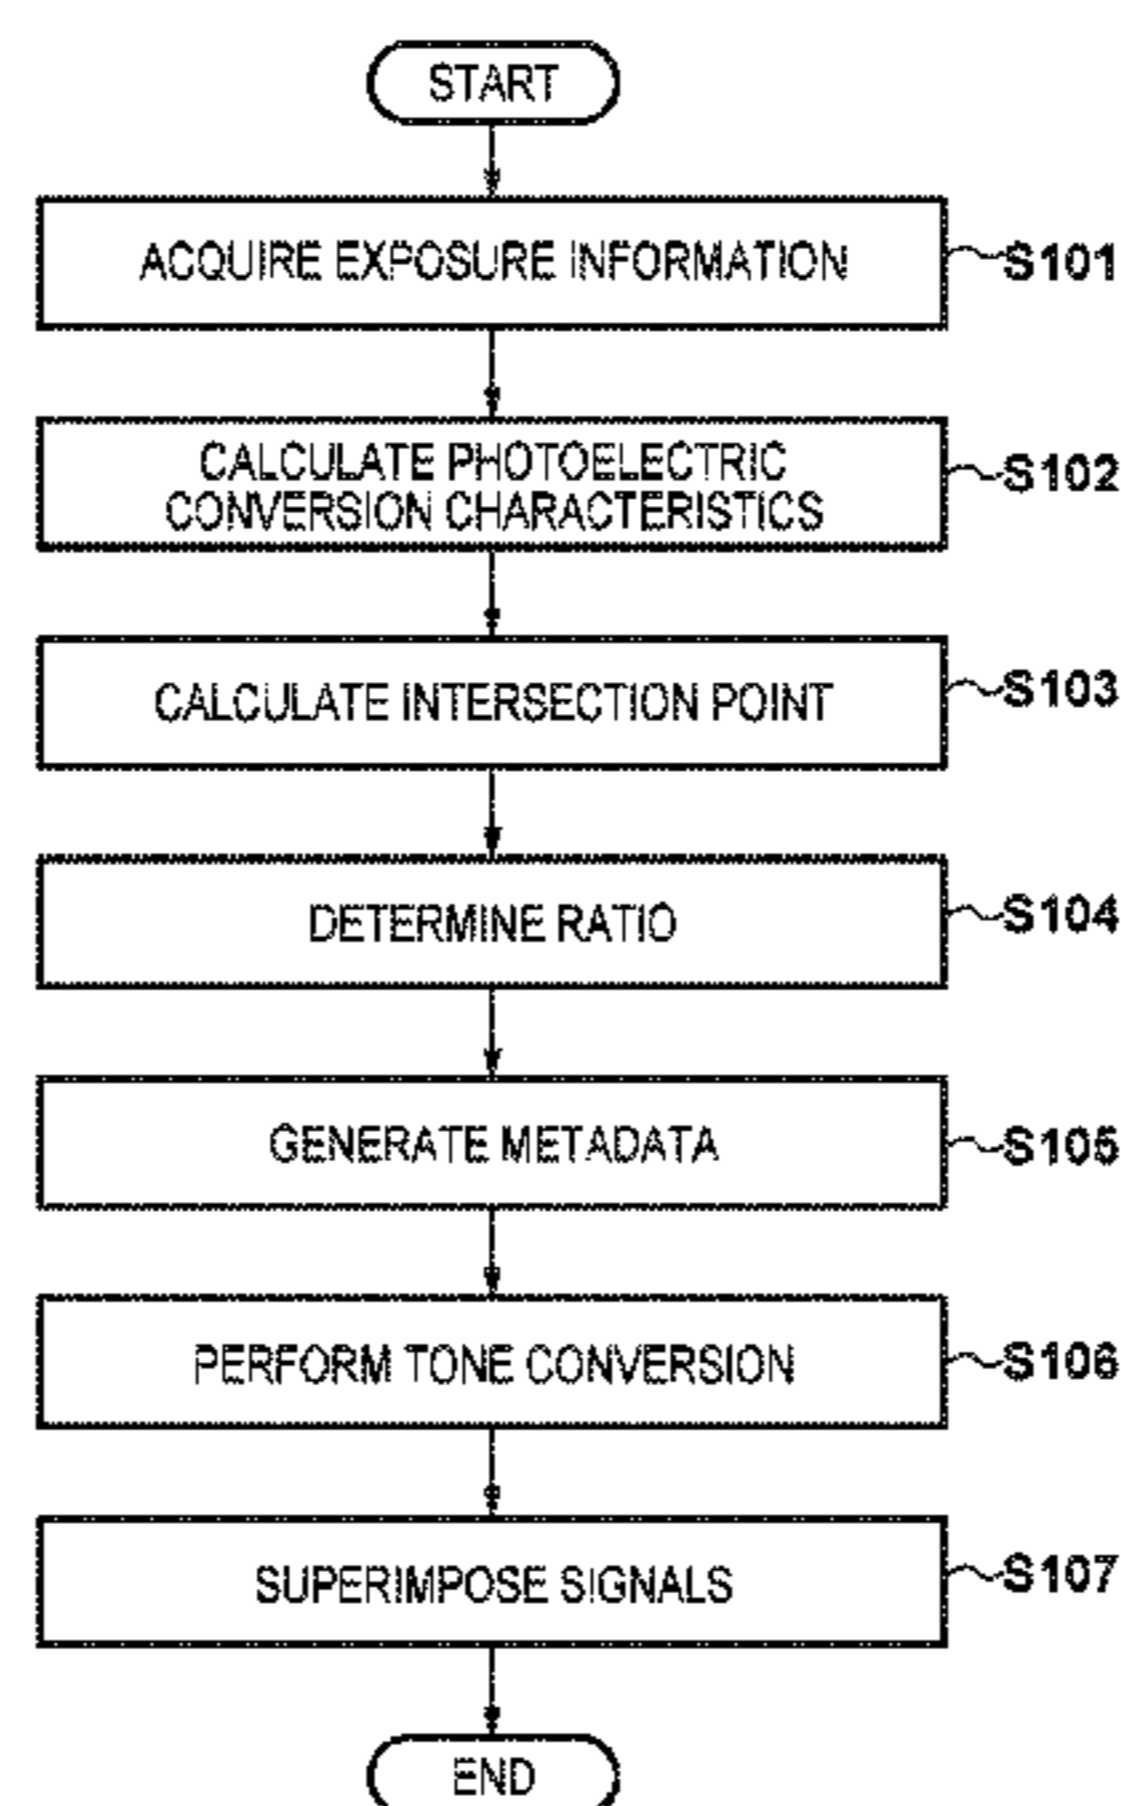 START
ACQUIRE EXPOSURE INFORMATION
S101
CALCULATE PHOTOELECTRIC
CONVERSION CHARACTERISTICS
S102
CALCULATE INTERSECTION POINT
S103
DETERMINE RATIO
S104
GENERATE METADATA
S105
PERFORM TONE CONVERSION
S106
SUPERIMPOSE SIGNALS
S107
END